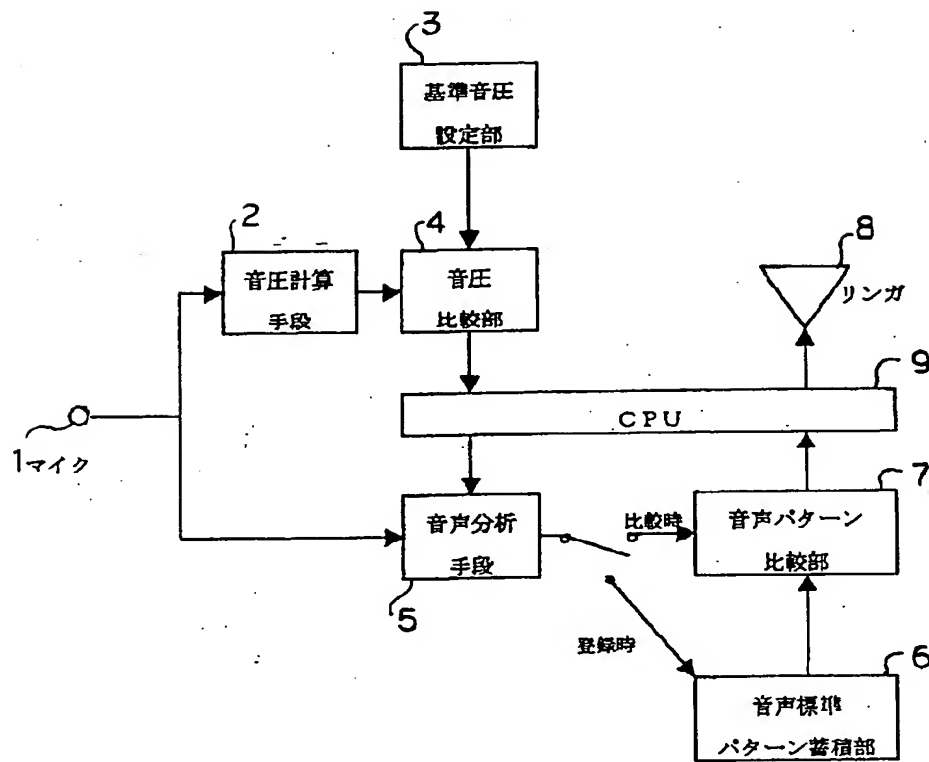 3
基準音圧
設定部
2
音圧計算
手段
4
音圧
比較部
8
リンガ
9
CPU
1マイク
音声分析
手段
5
比較時
7
音声パターン
比較部
登録時
6
音声標準
パターン蓄積部